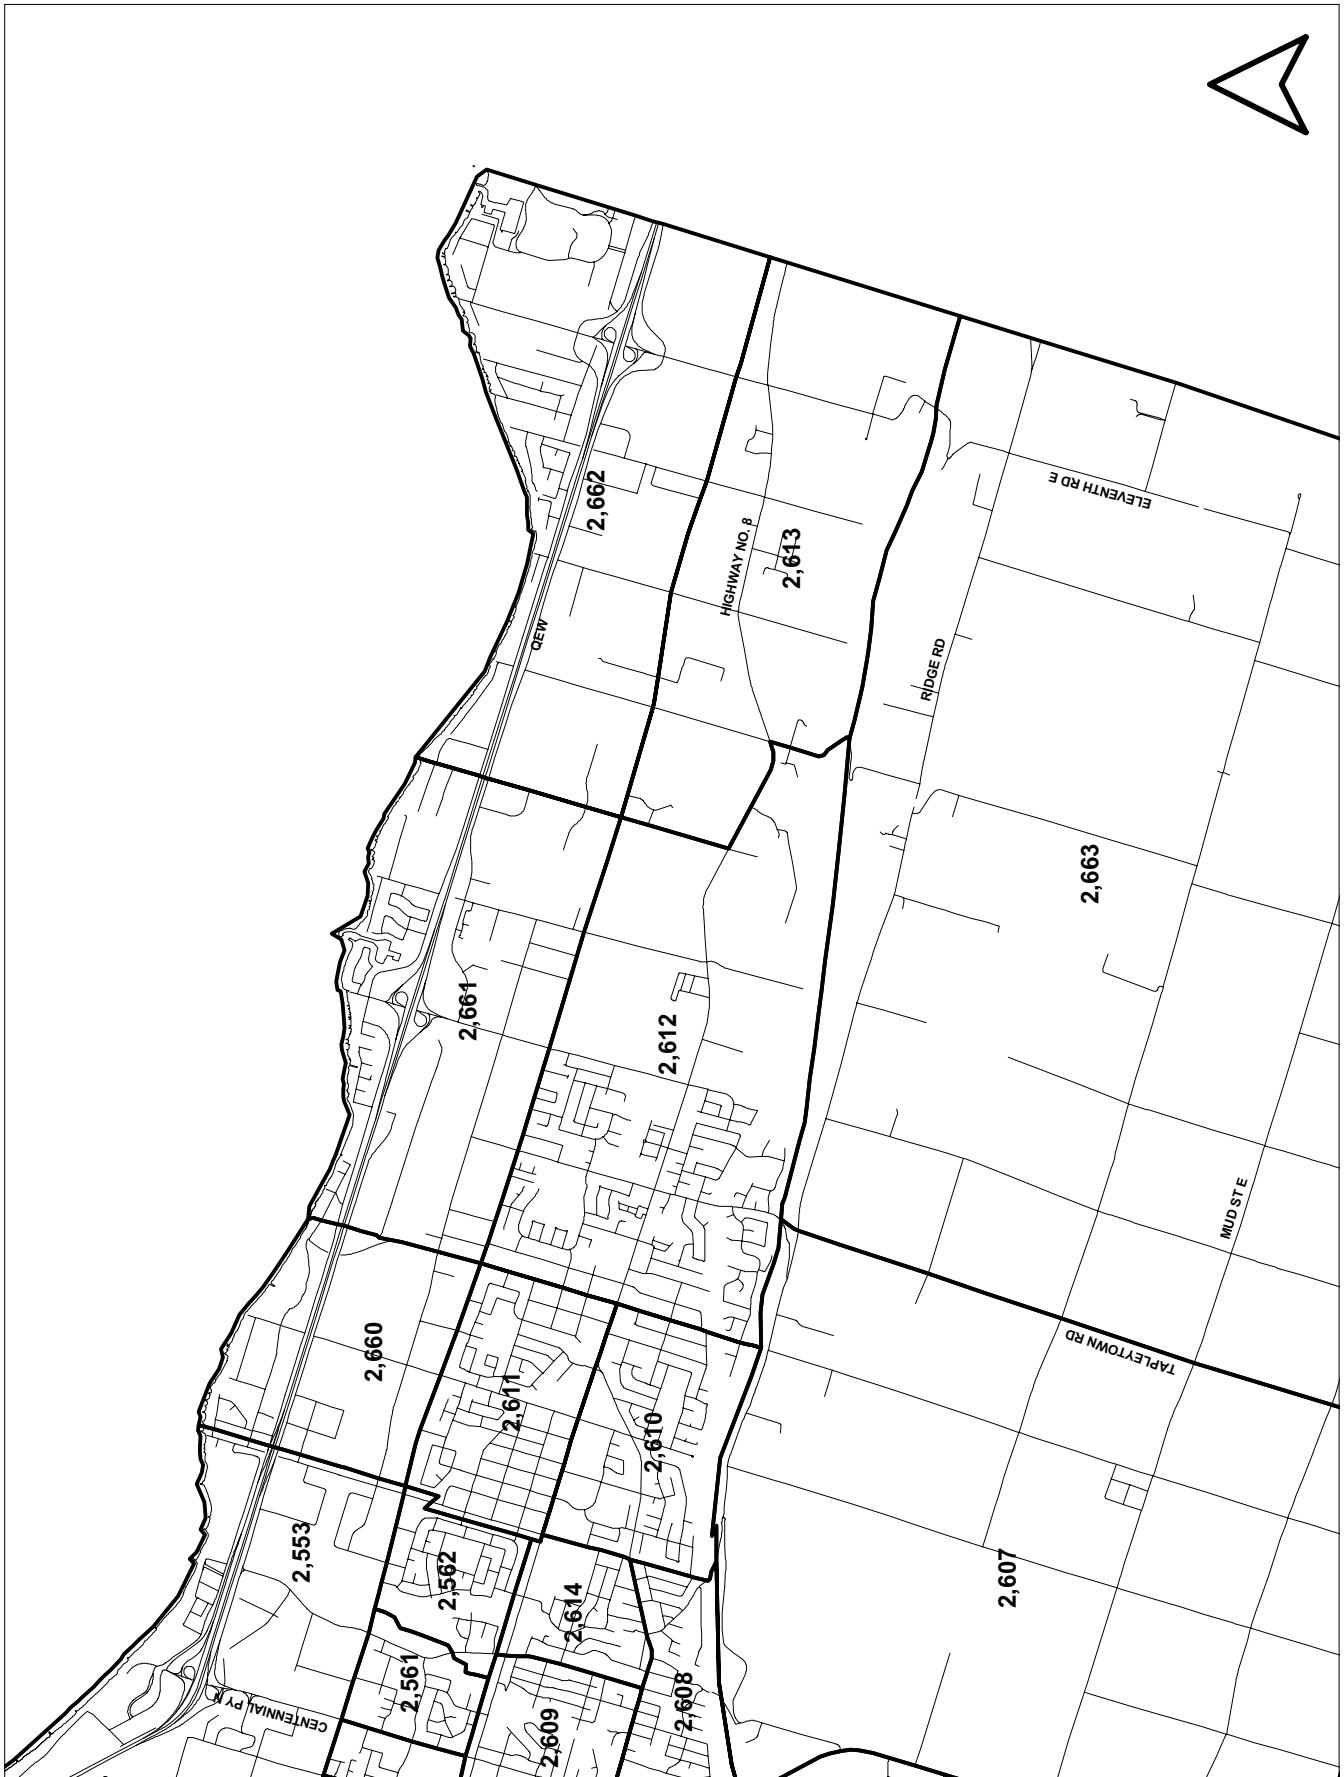 2,662
HIGHWAY NO. 8
2,613
ELEVENTH RD E
QEW
RIDGE RD
2,663
2,661
2,612
MUD ST E
2,660
TAPLEYTOWN RD
2,611
2,610
2,553
2,562
2,614
2,607
2,561
2,608
CENTENNIAL PY N
2,609